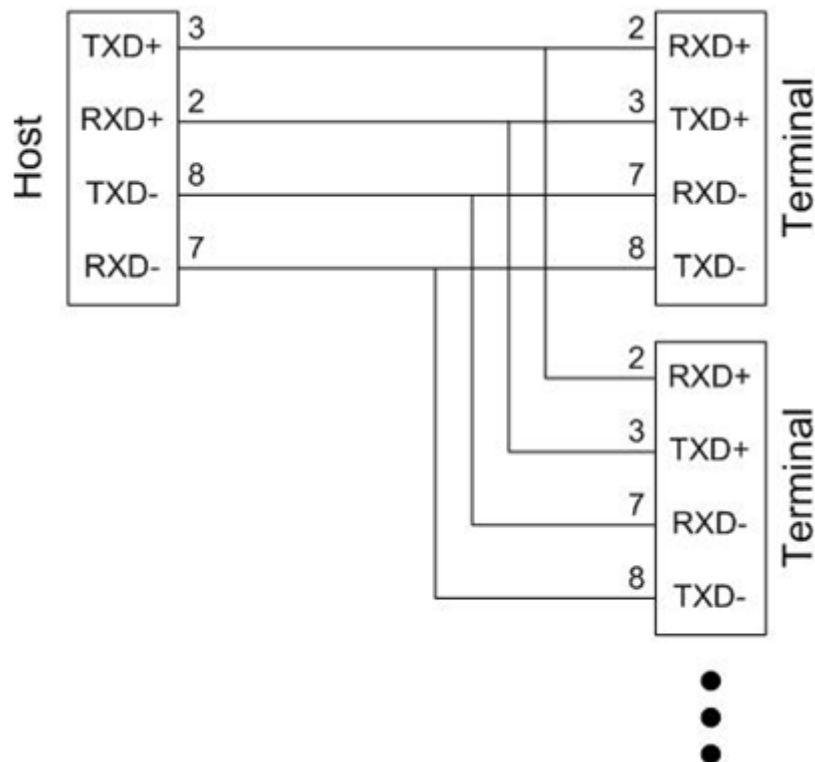 Host
TXD+ 3
RXD+ 2
TXD- 8
RXD- 7
2 RXD+
3 TXD+
7 RXD-
8 TXD-
Terminal
2 RXD+
3 TXD+
7 RXD-
8 TXD-
Terminal